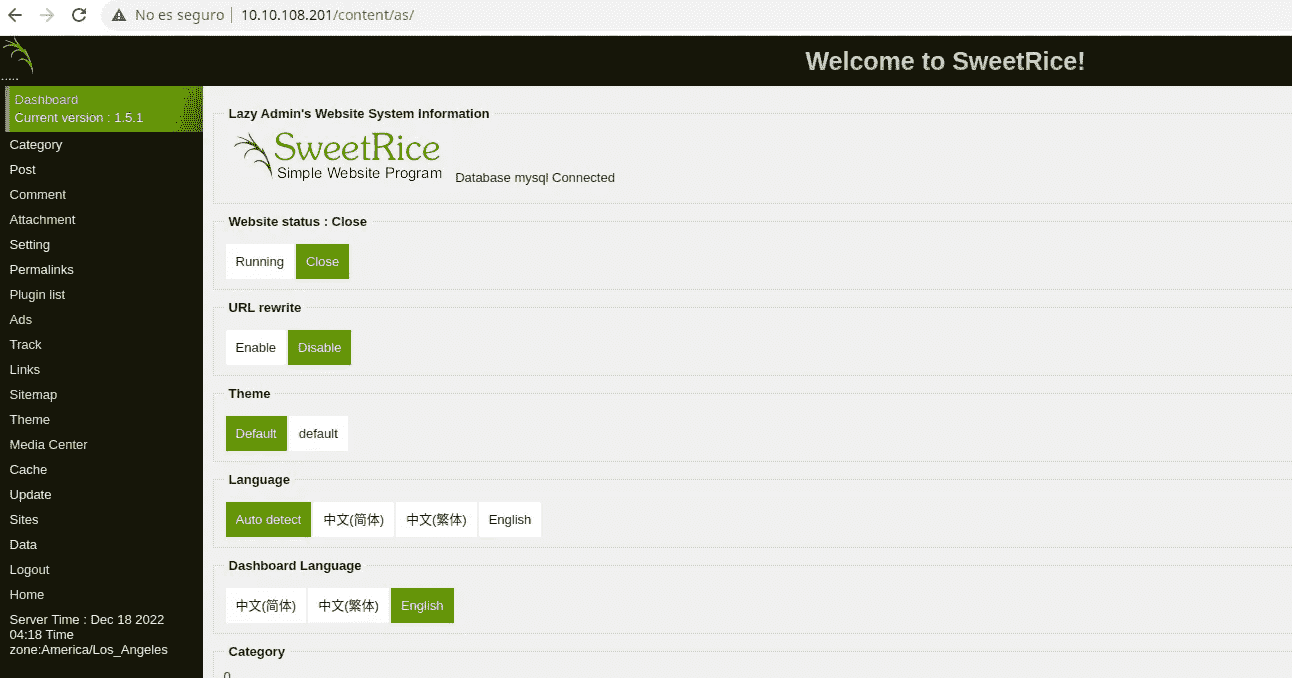 No es seguro 10.10.108.201/content/as/
.....
Welcome to SweetRice!
Dashboard
Current version : 1.5.1
Category
Post
Comment
Attachment
Setting
Permalinks
Plugin list
Ads
Track
Links
Sitemap
Theme
Media Center
Cache
Update
Sites
Data
Logout
Home
Server Time : Dec 18 2022
04:18 Time
zone:America/Los_Angeles
Lazy Admin's Website System Information
SweetRice
Simple Website Program
Database mysql Connected
Website status : Close
Running Close
URL rewrite
Enable Disable
Theme
Default default
Language
Auto detect 中文(简体) 中文(繁体) English
Dashboard Language
中文(简体) 中文(繁体) English
Category
0